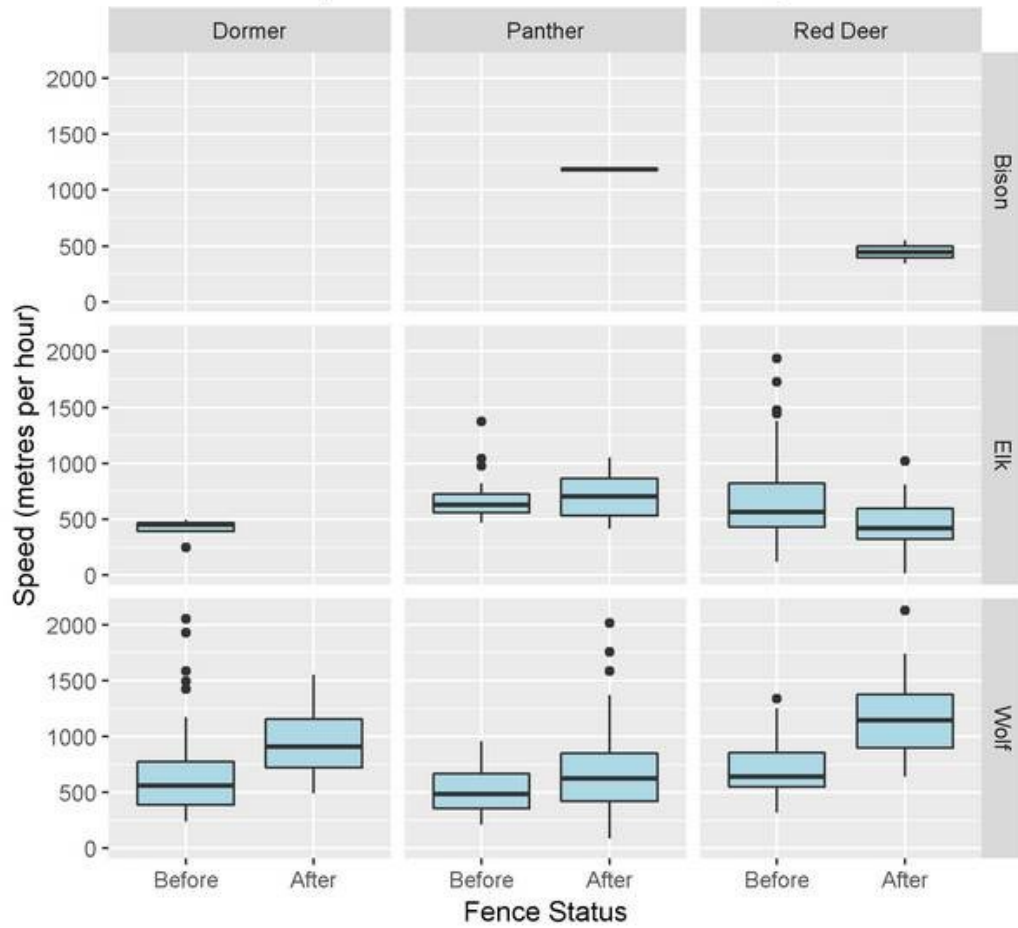 Dormer Panther Red Deer
2000
1500
1000
500
0
Bison
2000
1500
1000
500
0
Elk
2000
1500
1000
500
0
Wolf
Speed (metres per hour)
Before After Before After Before After
Fence Status